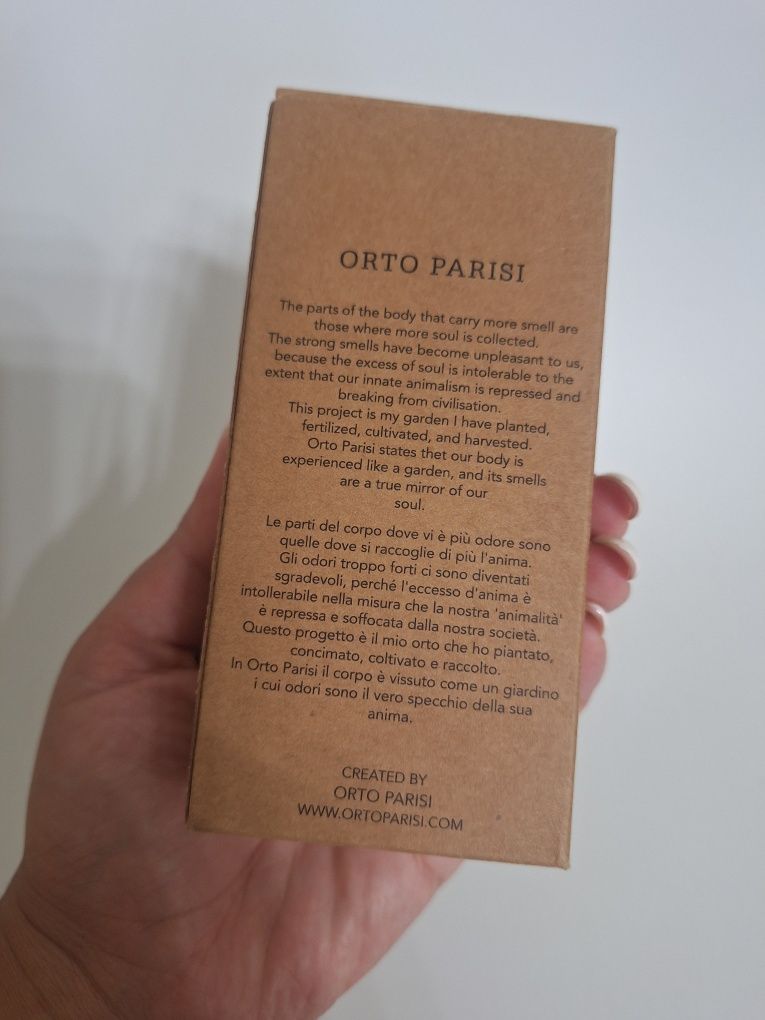 ORTO PARISI
The parts of the body that carry more smell are
those where more soul is collected.
The strong smells have become unpleasant to us,
because the excess of soul is intolerable to the
extent that our innate animalism is repressed and
breaking from civilisation.
This project is my garden I have planted,
fertilized, cultivated, and harvested.
Orto Parisi states thet our body is
experienced like a garden, and its smells
are a true mirror of our
soul.
Le parti del corpo dove vi è più odore sono
quelle dove si raccoglie di più l'anima.
Gli odori troppo forti ci sono diventati
sgradevoli, perché l'eccesso d'anima è
intollerabile nella misura che la nostra 'animalità'
è repressa e soffocata dalla nostra società.
Questo progetto è il mio orto che ho piantato,
concimato, coltivato e raccolto.
In Orto Parisi il corpo è vissuto come un giardino
i cui odori sono il vero specchio della sua
anima.
CREATED BY
ORTO PARISI
WWW.ORTOPARISI.COM